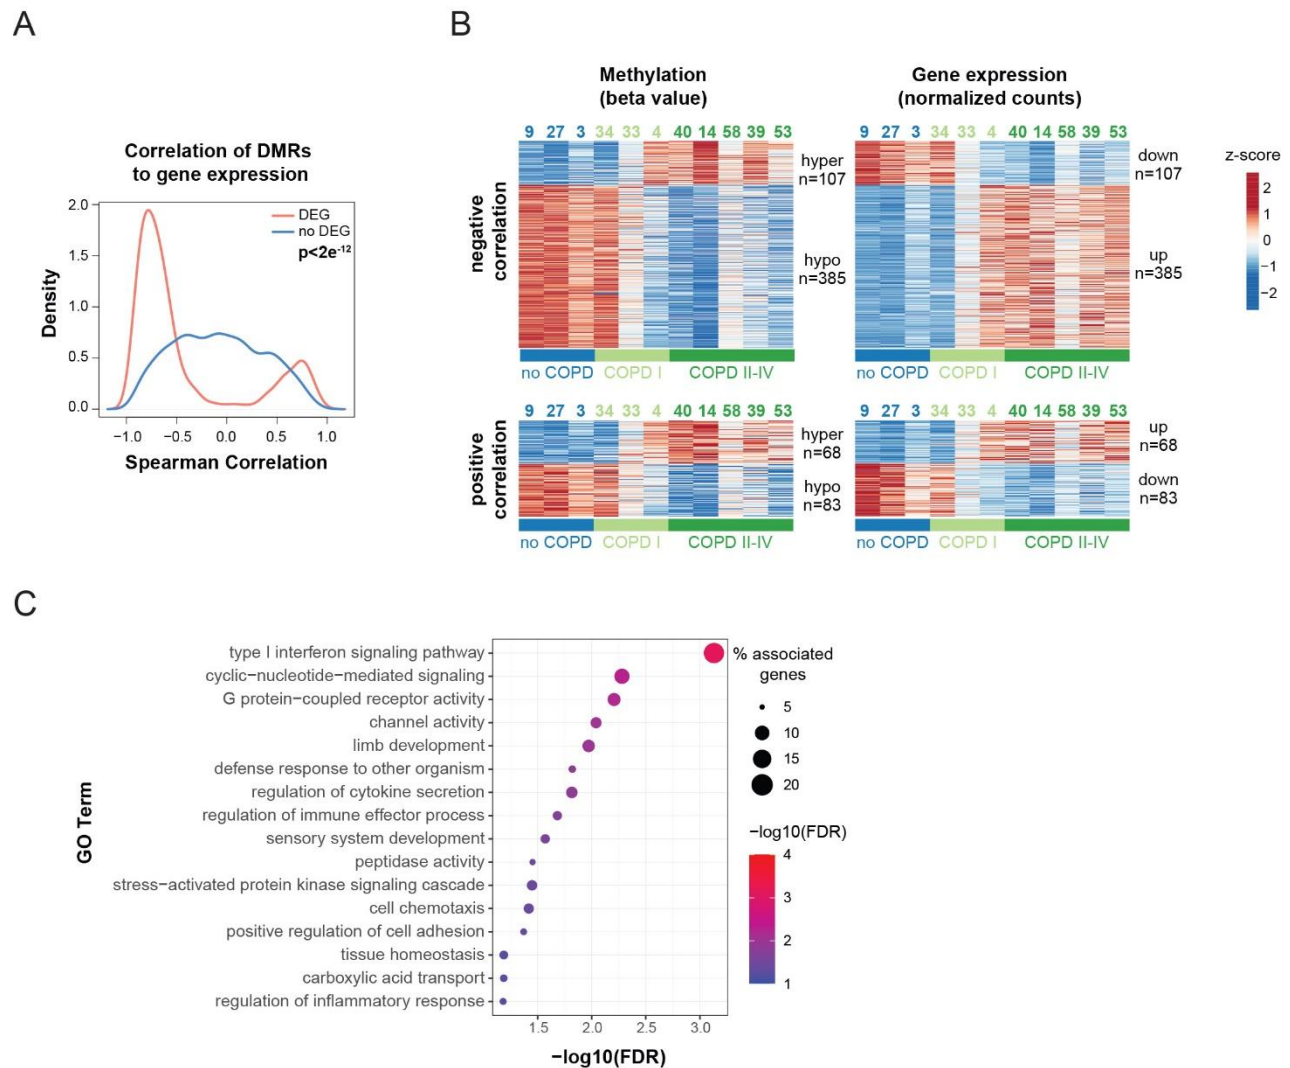 A
Correlation of DMRs
to gene expression
DEG
no DEG
p<2e-12
2.0
1.5
1.0
0.5
0.0
Density
−1.0 −0.5 0.0 0.5 1.0
Spearman Correlation
B
Methylation
(beta value)
Gene expression
(normalized counts)
negative
correlation
9 27 3 34 33 4 40 14 58 39 53
hyper
n=107
hypo
n=385
no COPD COPD I COPD II-IV
9 27 3 34 33 4 40 14 58 39 53
down
n=107
up
n=385
no COPD COPD I COPD II-IV
z-score
2
1
0
−1
−2
positive
correlation
9 27 3 34 33 4 40 14 58 39 53
hyper
n=68
hypo
n=83
no COPD COPD I COPD II-IV
9 27 3 34 33 4 40 14 58 39 53
up
n=68
down
n=83
no COPD COPD I COPD II-IV
C
GO Term
type I interferon signaling pathway
cyclic−nucleotide−mediated signaling
G protein−coupled receptor activity
channel activity
limb development
defense response to other organism
regulation of cytokine secretion
regulation of immune effector process
sensory system development
peptidase activity
stress−activated protein kinase signaling cascade
cell chemotaxis
positive regulation of cell adhesion
tissue homeostasis
carboxylic acid transport
regulation of inflammatory response
1.5 2.0 2.5 3.0
−log10(FDR)
% associated
genes
5
10
15
20
−log10(FDR)
4
3
2
1